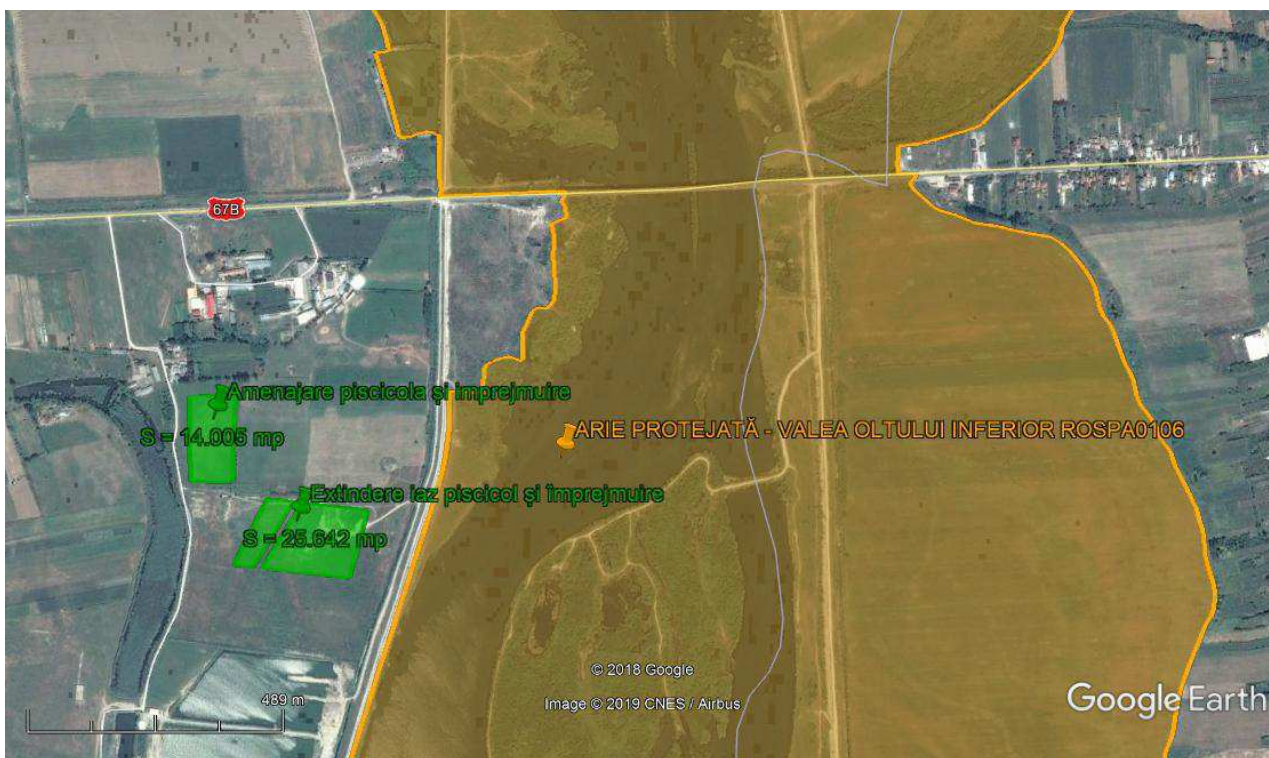 67B
Amenajare piscicola și împrejmuire
S = 14.005 mp
ARIE PROTEJATĂ - VALEA OLTULUI INFERIOR ROSPA0106
Extindere iaz piscicol și împrejmuire
S = 25.642 mp
© 2018 Google
489 m
Image © 2019 CNES / Airbus
Google Earth